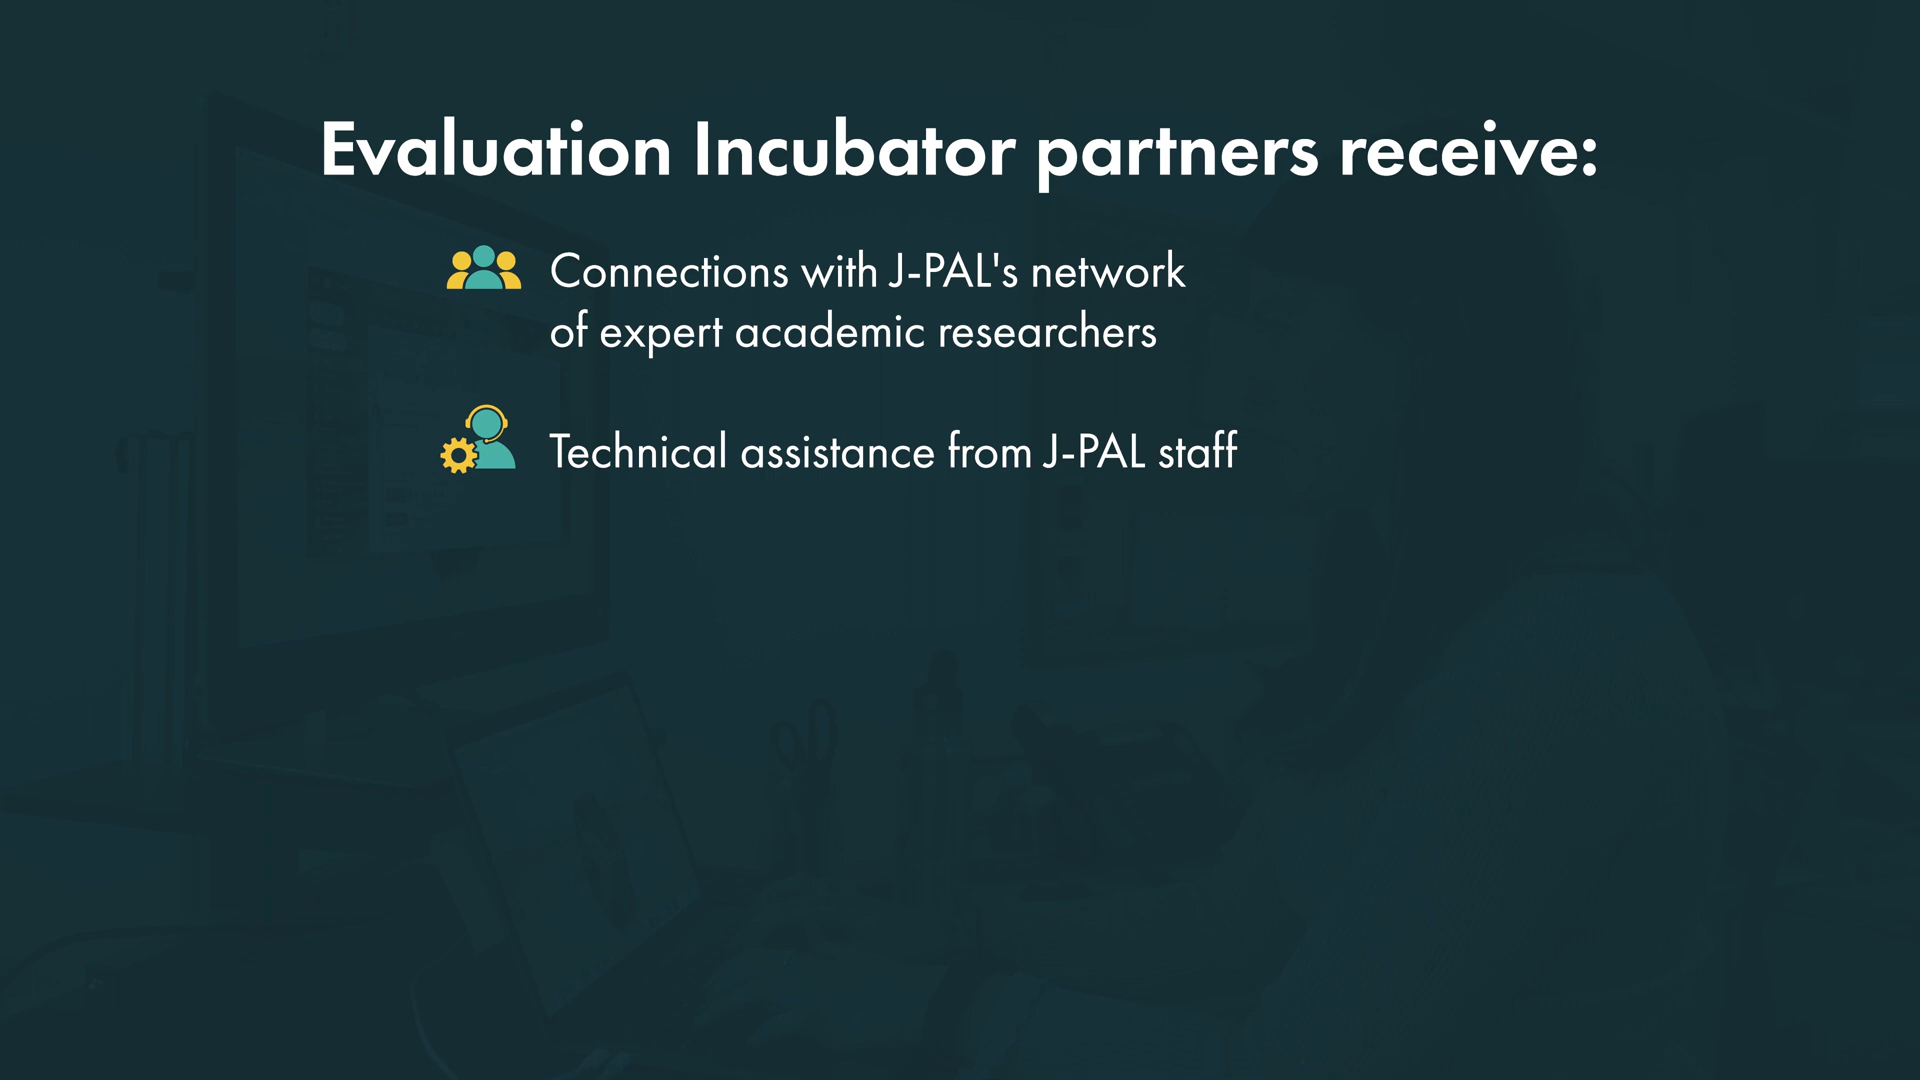 Evaluation Incubator partners receive:
Connections with J-PAL's network
of expert academic researchers
Technical assistance from J-PAL staff